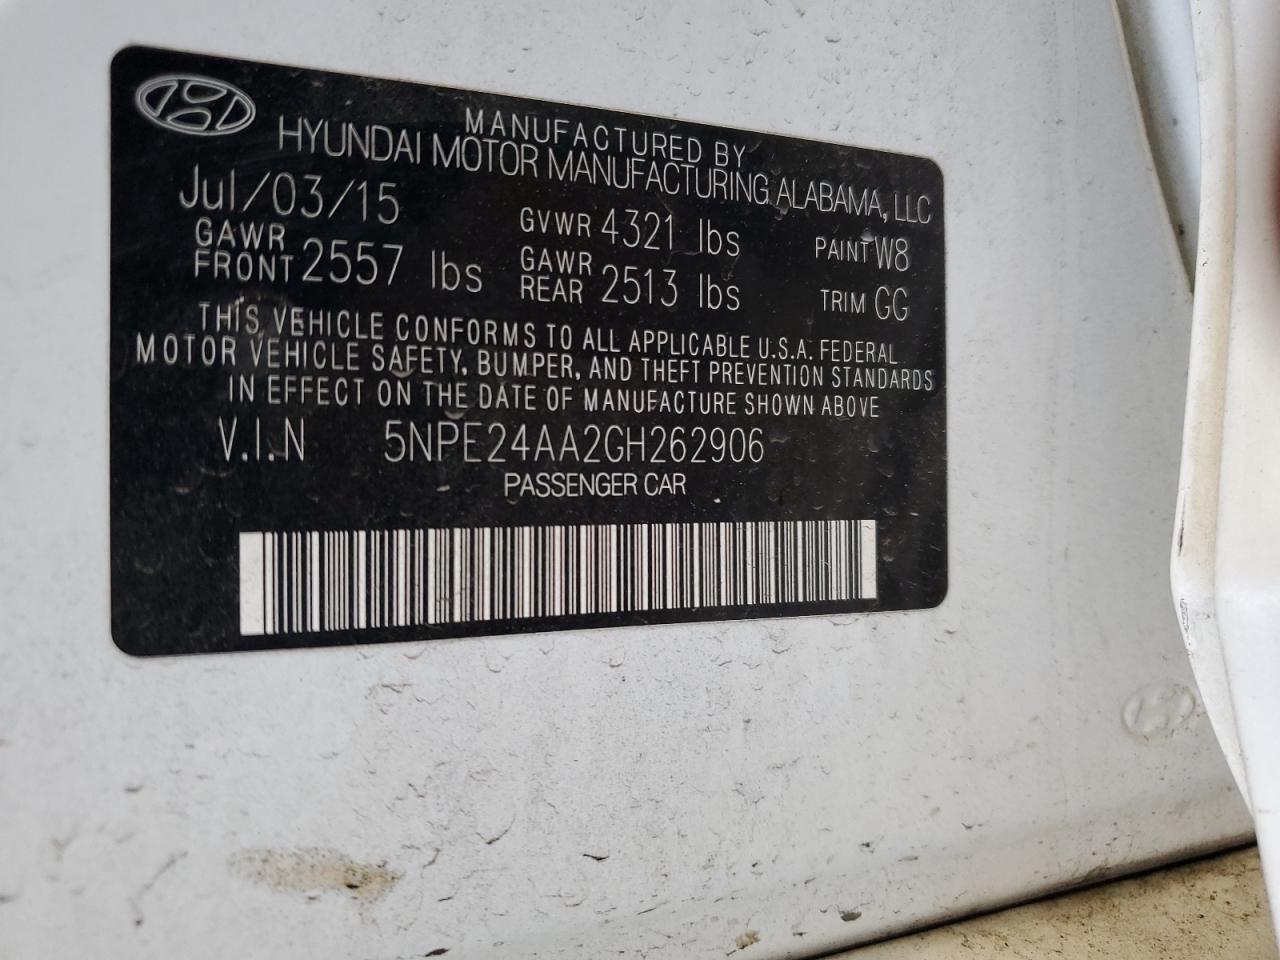 MANUFACTURED BY
HYUNDAI MOTOR MANUFACTURING ALABAMA, LLC
Jul/03/15
GVWR 4321 lbs
PAINT W8
GAWR FRONT 2557 lbs
GAWR REAR 2513 lbs
TRIM GG
THIS VEHICLE CONFORMS TO ALL APPLICABLE U.S.A. FEDERAL
MOTOR VEHICLE SAFETY, BUMPER, AND THEFT PREVENTION STANDARDS
IN EFFECT ON THE DATE OF MANUFACTURE SHOWN ABOVE
V.I.N 5NPE24AA2GH262906
PASSENGER CAR